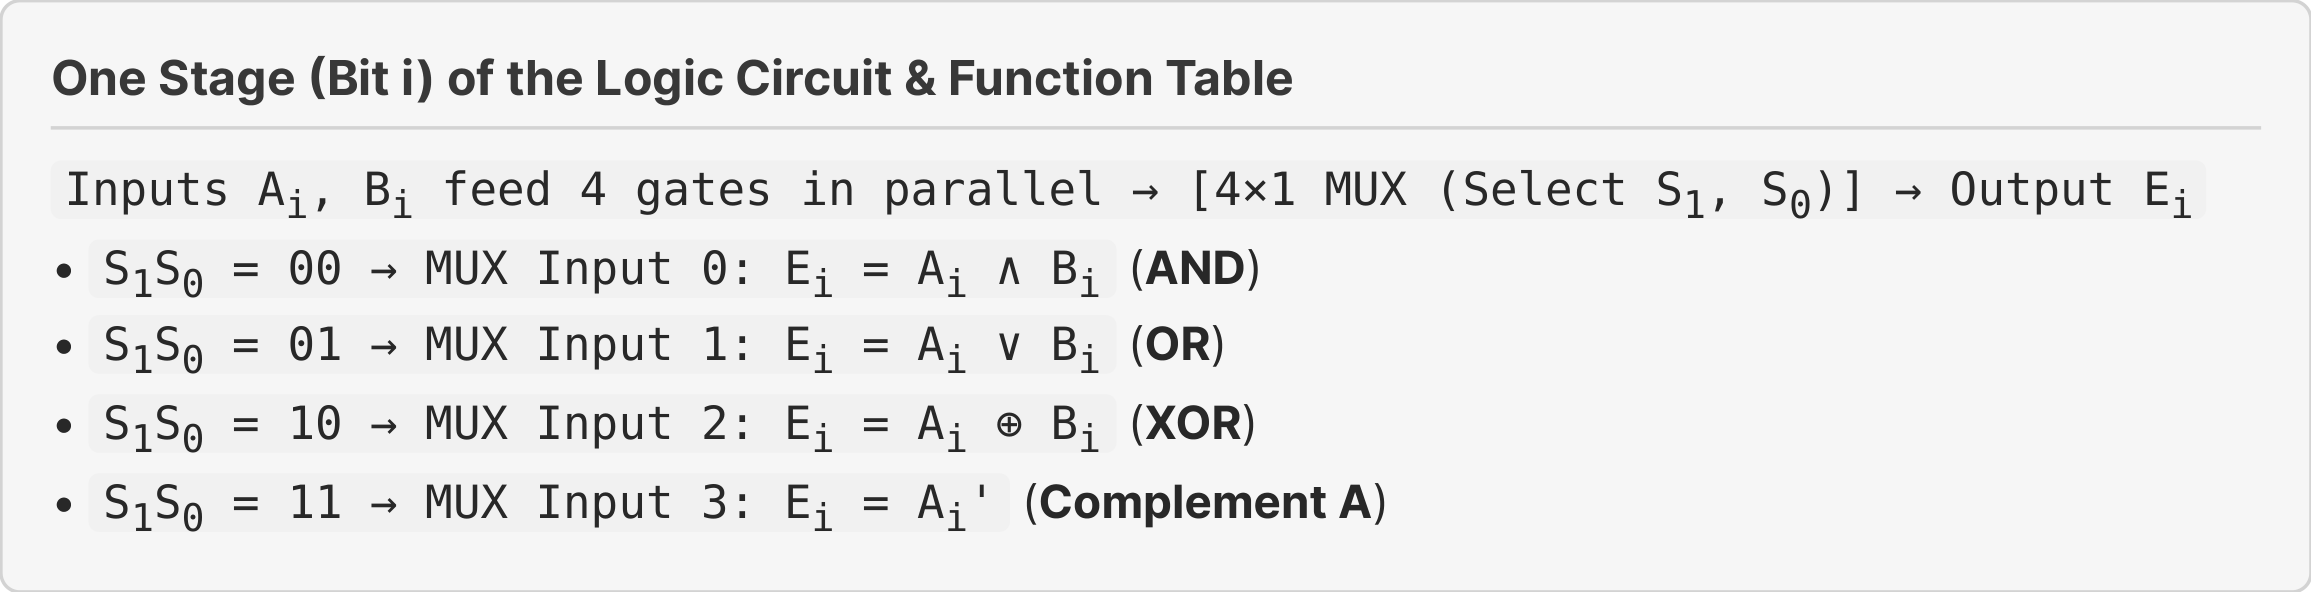 One Stage (Bit i) of the Logic Circuit & Function Table
Inputs Aᵢ, Bᵢ feed 4 gates in parallel → [4×1 MUX (Select S₁, S₀)] → Output Eᵢ
• S₁S₀ = 00 → MUX Input 0: Eᵢ = Aᵢ ∧ Bᵢ (AND)
• S₁S₀ = 01 → MUX Input 1: Eᵢ = Aᵢ ∨ Bᵢ (OR)
• S₁S₀ = 10 → MUX Input 2: Eᵢ = Aᵢ ⊕ Bᵢ (XOR)
• S₁S₀ = 11 → MUX Input 3: Eᵢ = Aᵢ' (Complement A)